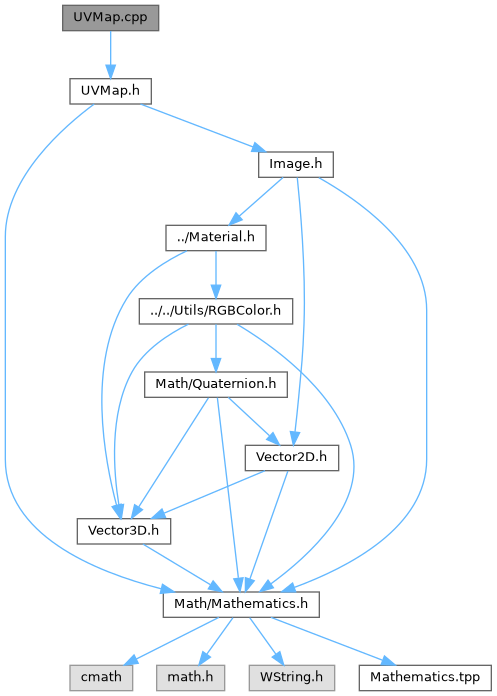 UVMap.cpp
UVMap.h
Image.h
../Material.h
../../Utils/RGBColor.h
Math/Quaternion.h
Vector2D.h
Vector3D.h
Math/Mathematics.h
cmath
math.h
WString.h
Mathematics.tpp